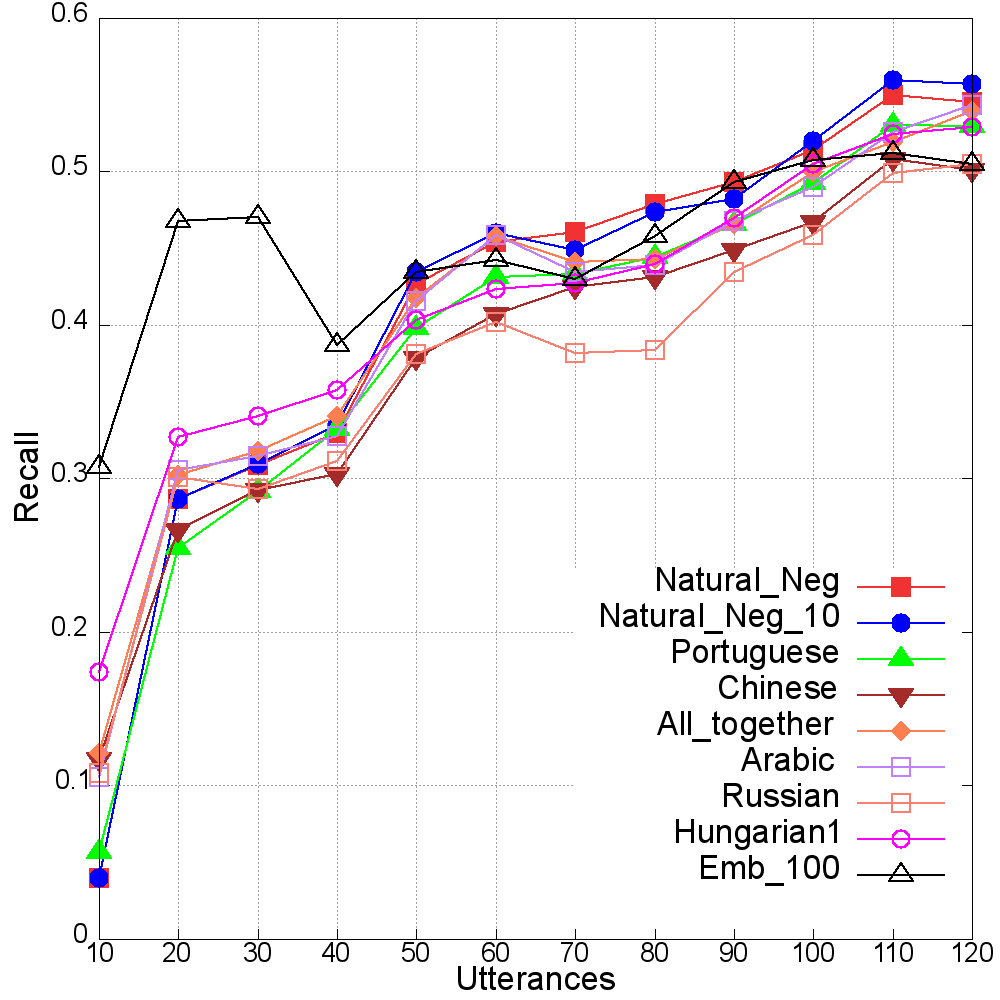 0.6
0.5
0.4
0.3
0.2
0.1
0
Recall
Natural_Neg
Natural_Neg_10
Portuguese
Chinese
All_together
Arabic
Russian
Hungarian1
Emb_100
10 20 30 40 50 60 70 80 90 100 110 120
Utterances